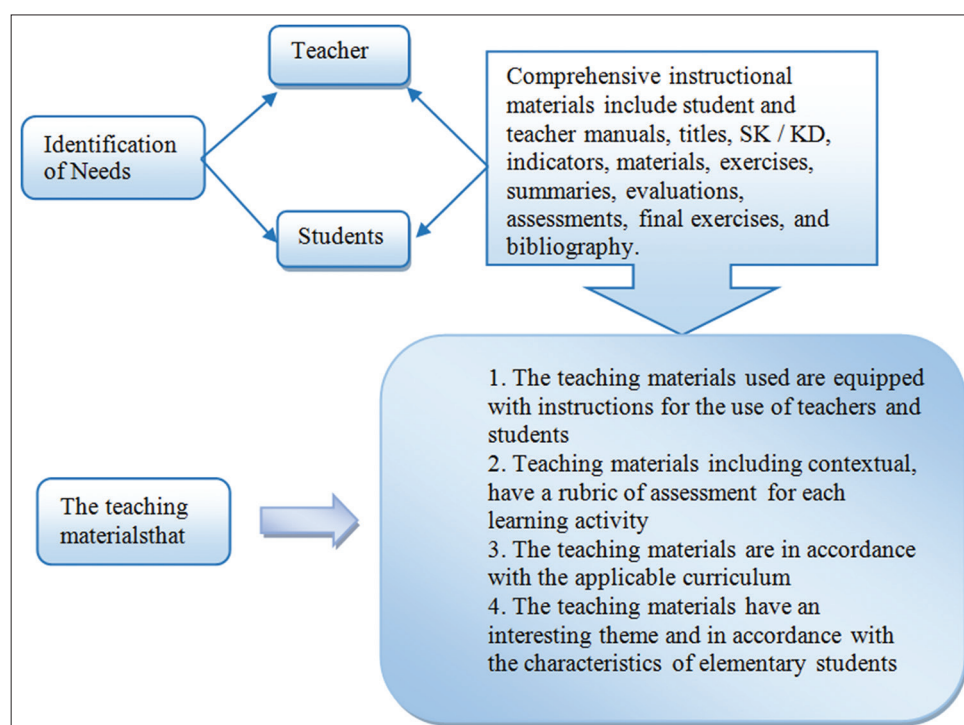 Teacher
Identification
of Needs
Students
Comprehensive instructional
materials include student and
teacher manuals, titles, SK / KD,
indicators, materials, exercises,
summaries, evaluations,
assessments, final exercises, and
bibliography.
1. The teaching materials used are equipped
with instructions for the use of teachers and
students
2. Teaching materials including contextual,
have a rubric of assessment for each
learning activity
3. The teaching materials are in accordance
with the applicable curriculum
4. The teaching materials have an
interesting theme and in accordance with
the characteristics of elementary students
The teaching
materialsthat